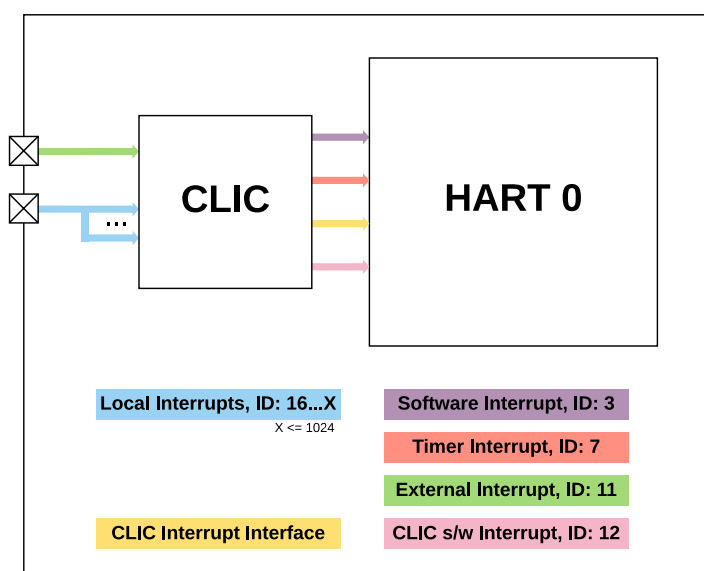 CLIC
HART 0
...
Local Interrupts, ID: 16...X
X <= 1024
Software Interrupt, ID: 3
Timer Interrupt, ID: 7
External Interrupt, ID: 11
CLIC Interrupt Interface
CLIC s/w Interrupt, ID: 12